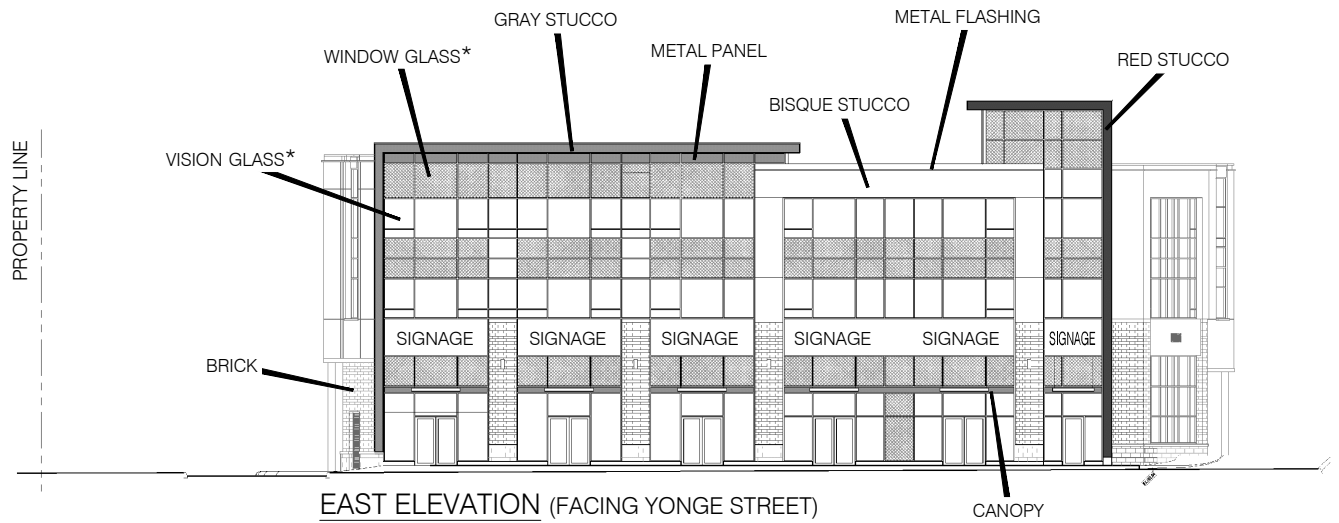 GRAY STUCCO
METAL FLASHING
WINDOW GLASS*
METAL PANEL
RED STUCCO
BISQUE STUCCO
PROPERTY LINE
VISION GLASS*
SIGNAGE SIGNAGE SIGNAGE SIGNAGE SIGNAGE SIGNAGE
BRICK
EAST ELEVATION (FACING YONGE STREET)
CANOPY